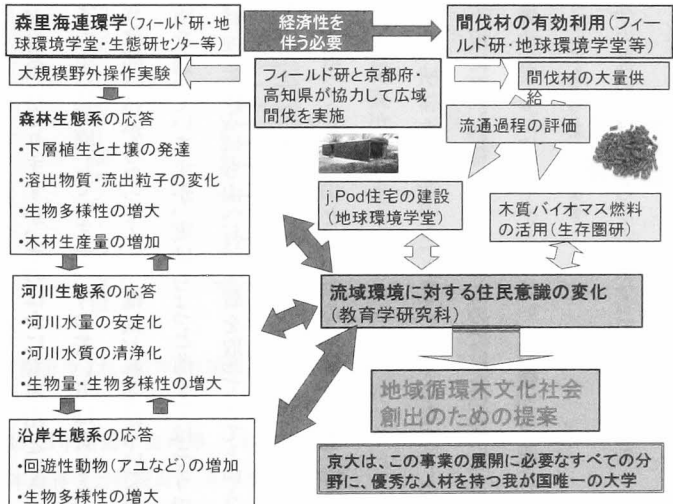 森里海連環学(フィールド研・地
球環境学堂・生態研センター等)
経済性を
伴う必要
間伐材の有効利用(フィー
ルド研・地球環境学堂等)
大規模野外操作実験
フィールド研と京都府・
高知県が協力して広域
間伐を実施
間伐材の大量供
給
流通過程の評価
森林生態系の応答
・下層植生と土壌の発達
・溶出物質・流出粒子の変化
・生物多様性の増大
・木材生産量の増加
j.Pod住宅の建設
(地球環境学堂)
木質バイオマス燃料
の活用(生存圏研)
河川生態系の応答
・河川水量の安定化
・河川水質の清浄化
・生物量・生物多様性の増大
流域環境に対する住民意識の変化
(教育学研究科)
地域循環木文化社会
創出のための提案
沿岸生態系の応答
・回遊性動物(アユなど)の増加
・生物多様性の増大
京大は、この事業の展開に必要なすべての分
野に、優秀な人材を持つ我が国唯一の大学